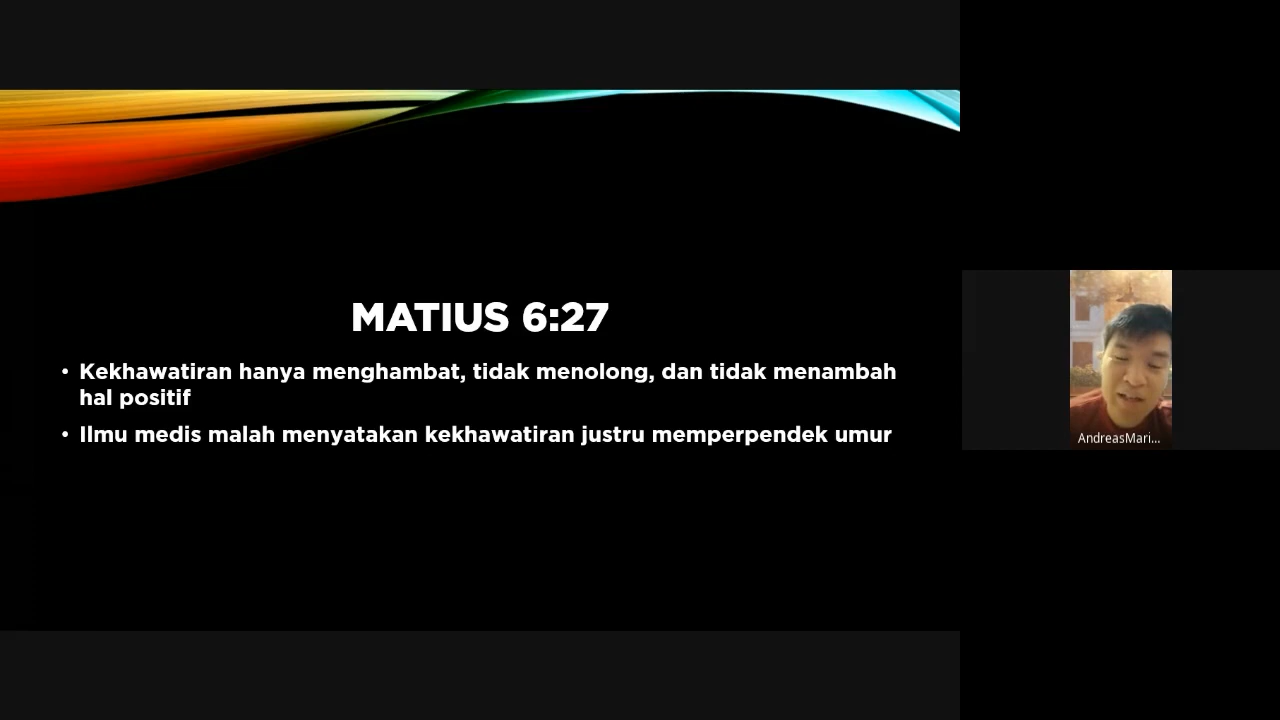 MATIUS 6:27
• Kekhawatiran hanya menghambat, tidak menolong, dan tidak menambah
hal positif
• Ilmu medis malah menyatakan kekhawatiran justru memperpendek umur
AndreasMari...